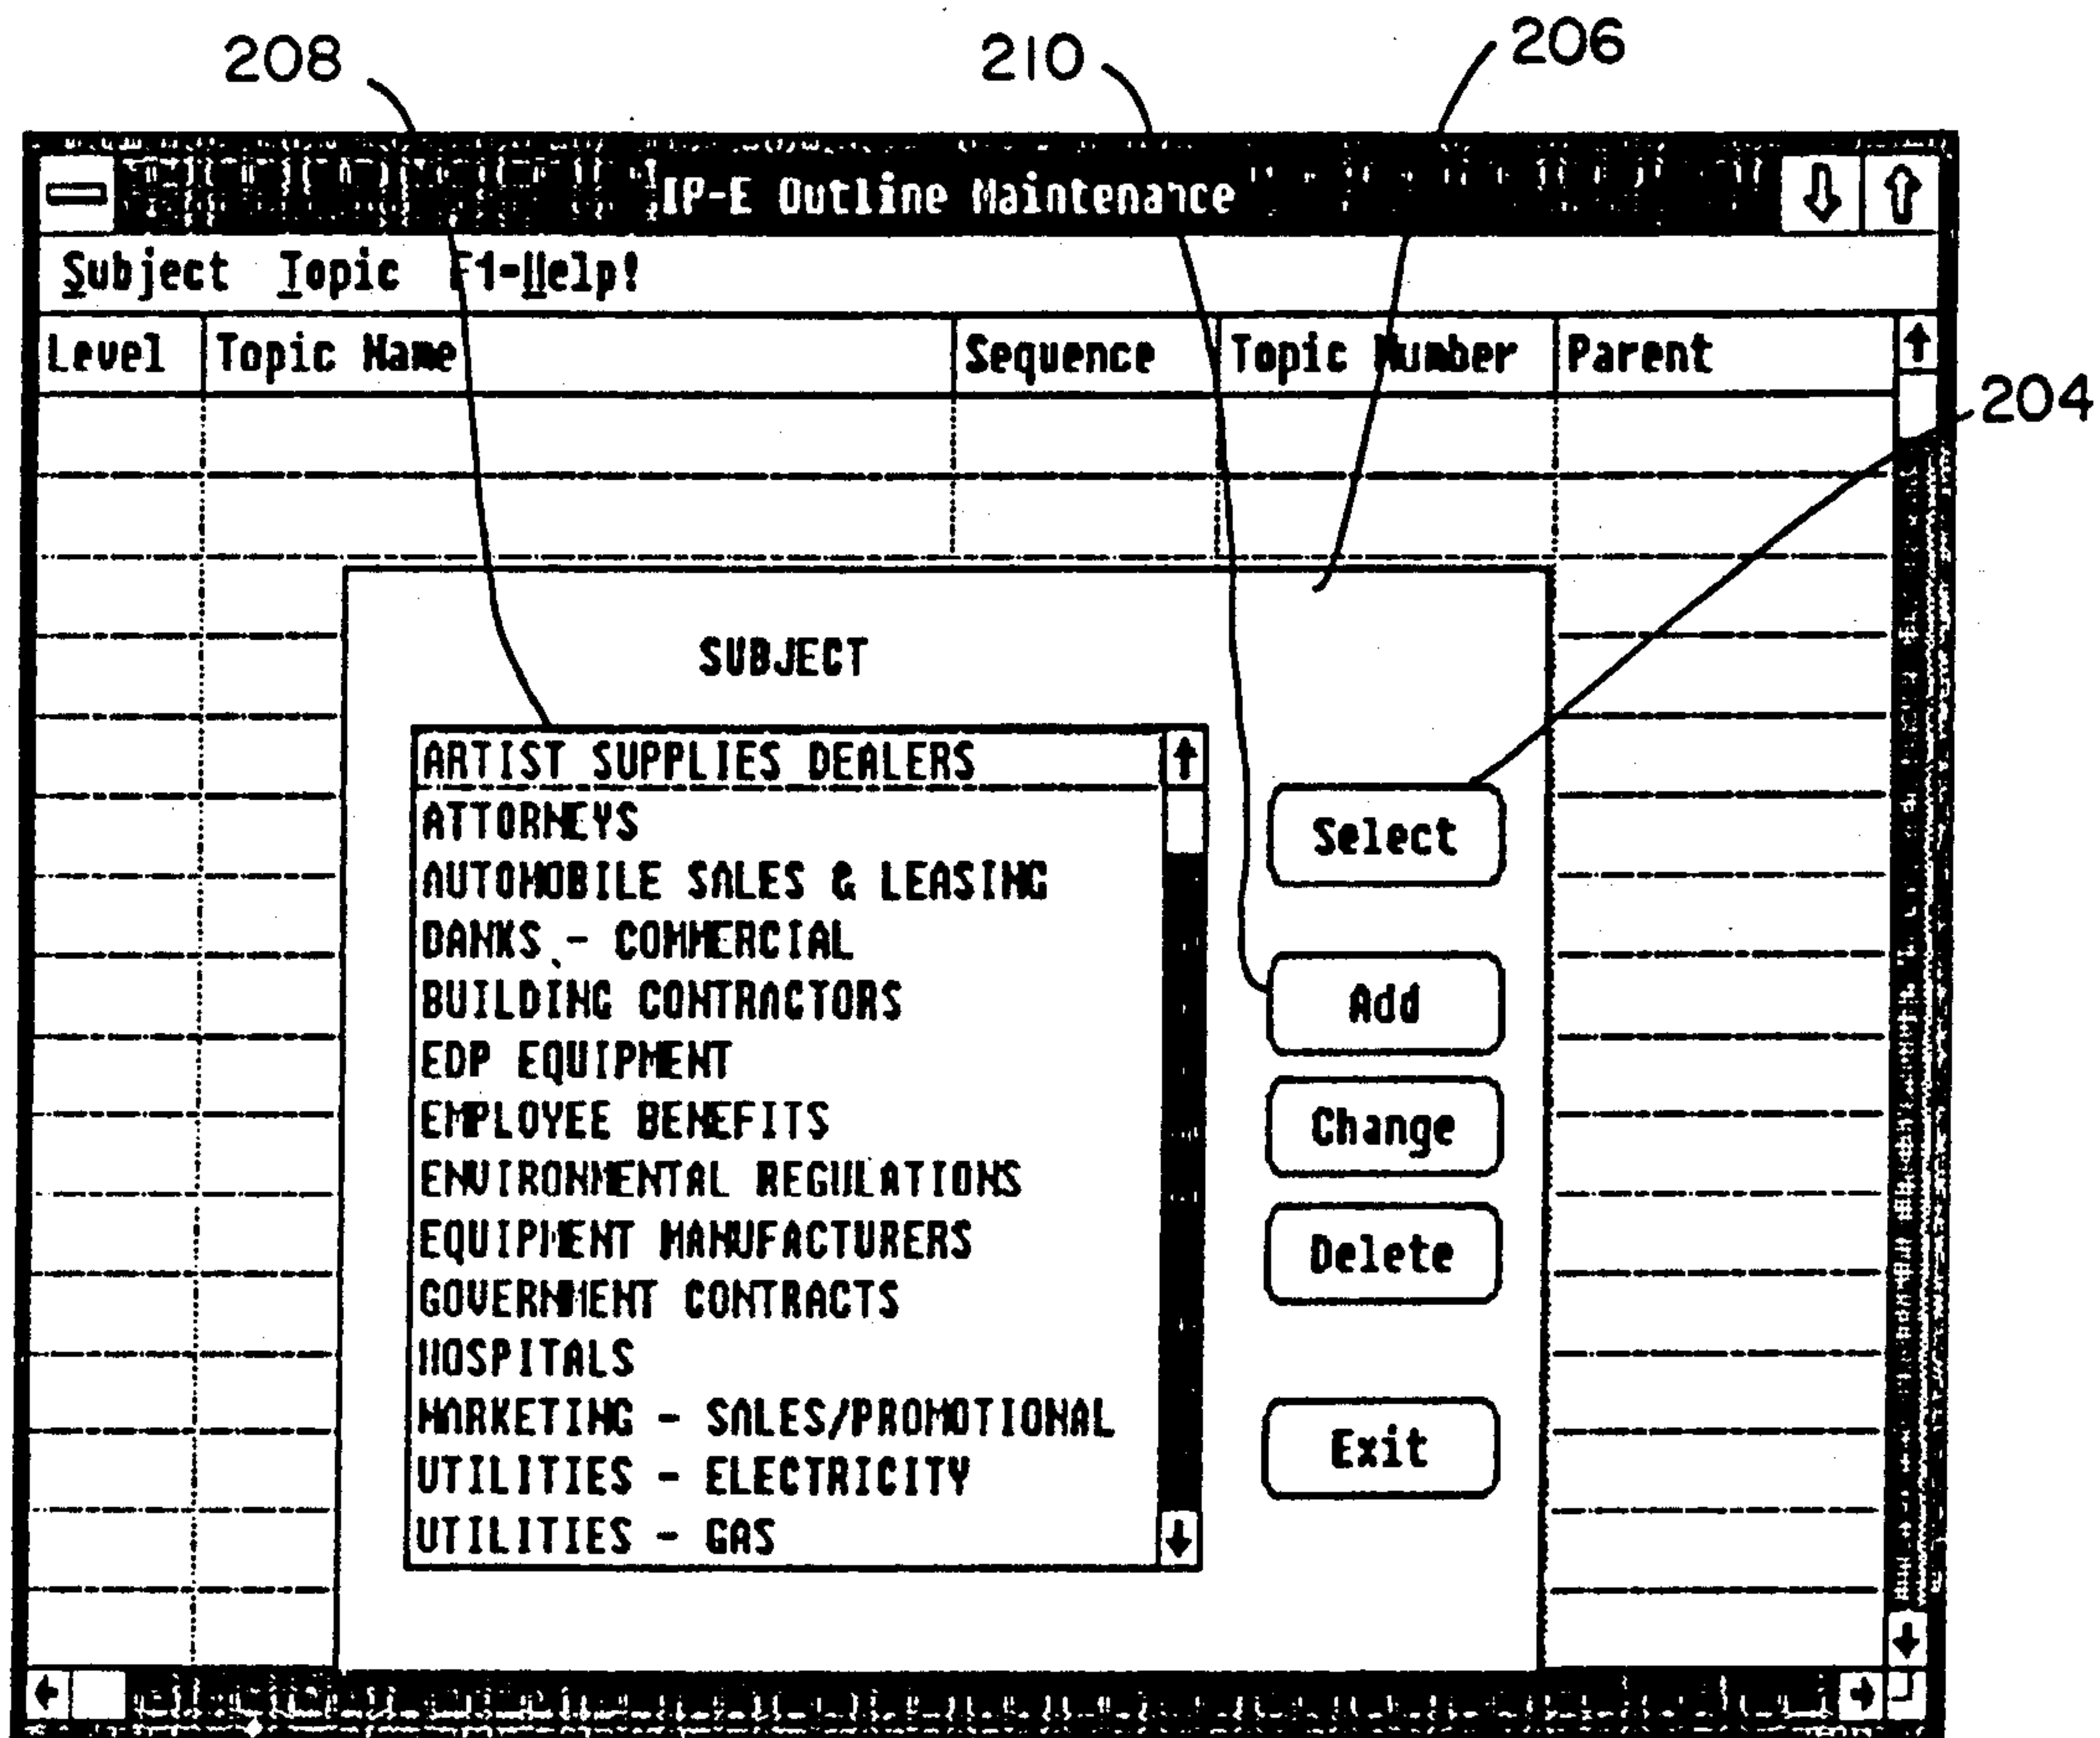 208 210 206
IP-E Outline Maintenance
Subject Topic F1=Help!
Level Topic Name Sequence Topic Number Parent
204
SUBJECT
ARTIST SUPPLIES DEALERS
ATTORNEYS
AUTOMOBILE SALES & LEASING
BANKS - COMMERCIAL
BUILDING CONTRACTORS
EDP EQUIPMENT
EMPLOYEE BENEFITS
ENVIRONMENTAL REGULATIONS
EQUIPMENT MANUFACTURERS
GOVERNMENT CONTRACTS
HOSPITALS
MARKETING - SALES/PROMOTIONAL
UTILITIES - ELECTRICITY
UTILITIES - GAS
Select
Add
Change
Delete
Exit